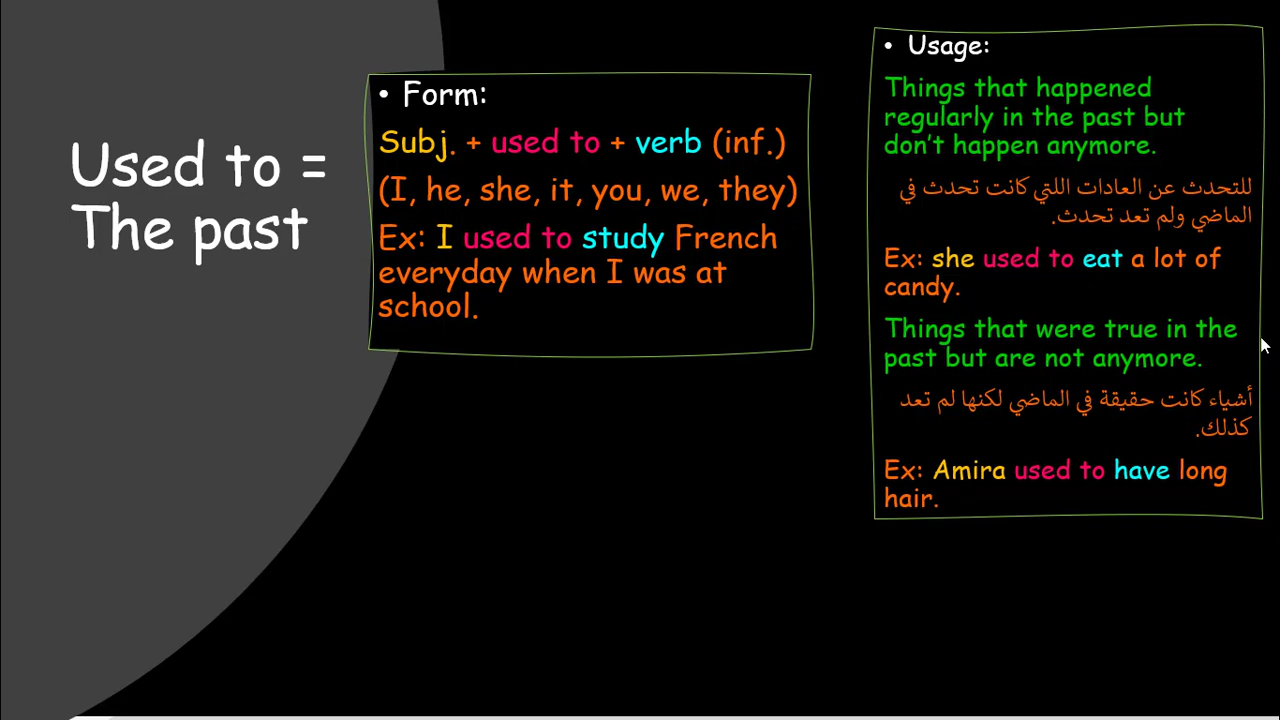 Used to =
The past
• Form:
Subj. + used to + verb (inf.)
(I, he, she, it, you, we, they)
Ex: I used to study French
everyday when I was at
school.
• Usage:
Things that happened
regularly in the past but
don’t happen anymore.
للتحدث عن العادات اللتي كانت تحدث في
الماضي ولم تعد تحدث.
Ex: she used to eat a lot of
candy.
Things that were true in the
past but are not anymore.
أشياء كانت حقيقة في الماضي لكنها لم تعد
كذلك.
Ex: Amira used to have long
hair.